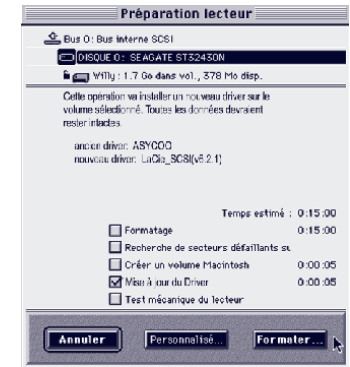 Préparation lecteur
Bus 0: Bus interne SCSI
DISQUE 0: SEAGATE ST32430N
Willy : 1.7 Go dans vol., 378 Mo disp.
Cette opération va installer un nouveau driver sur le
volume sélectionné. Toutes les données devraient
rester intactes.
ancien driver: ASYCOO
nouveau driver: LaCie_SCSI(v5.2.1)
Temps estimé : 0:15:00
Formatage 0:15:00
Recherche de secteurs défaillants su
Créer un volume Macintosh 0:00:05
Mise à jour du Driver 0:00:05
Test mécanique du lecteur
Annuler Personnalisé... Formater...